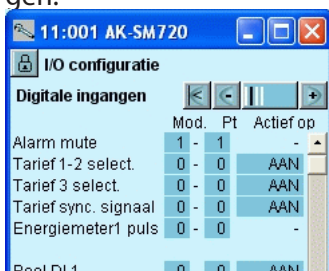 gen.
11:001 AK-SM720
I/O configuratie
Digitale ingangen
Mod. Pt Actief op
Alarm mute 1 - 1 -
Tarief 1-2 select. 0 - 0 AAN
Tarief 3 select. 0 - 0 AAN
Tarief sync. signaal 0 - 0 AAN
Energiemeter1 puls 0 - 0 -